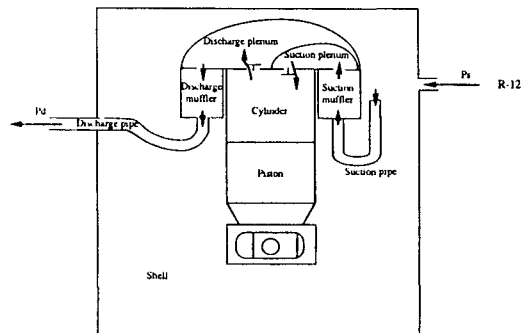 Discharge plenum
Suction plenum
Discharge
muffler
Suction
muffler
Ps
R-12
Pd
Discharge pipe
Cylinder
Suction pipe
Piston
Shell